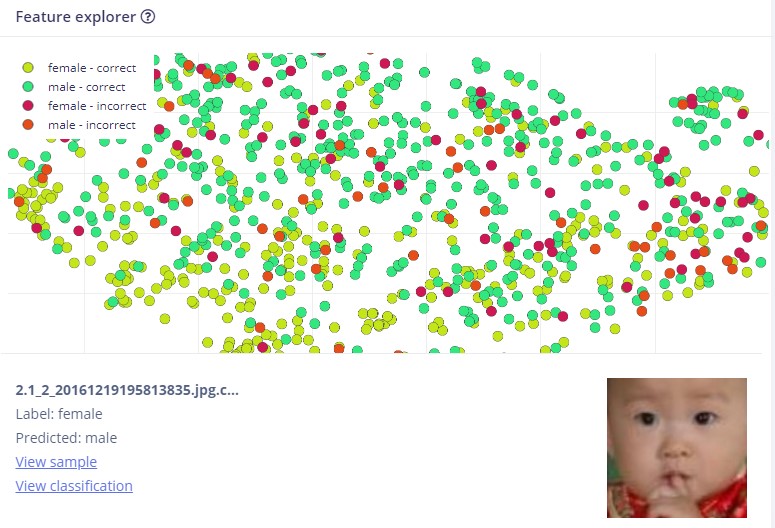 Feature explorer ?
female - correct
male - correct
female - incorrect
male - incorrect
2.1_2_20161219195813835.jpg.c...
Label: female
Predicted: male
View sample
View classification